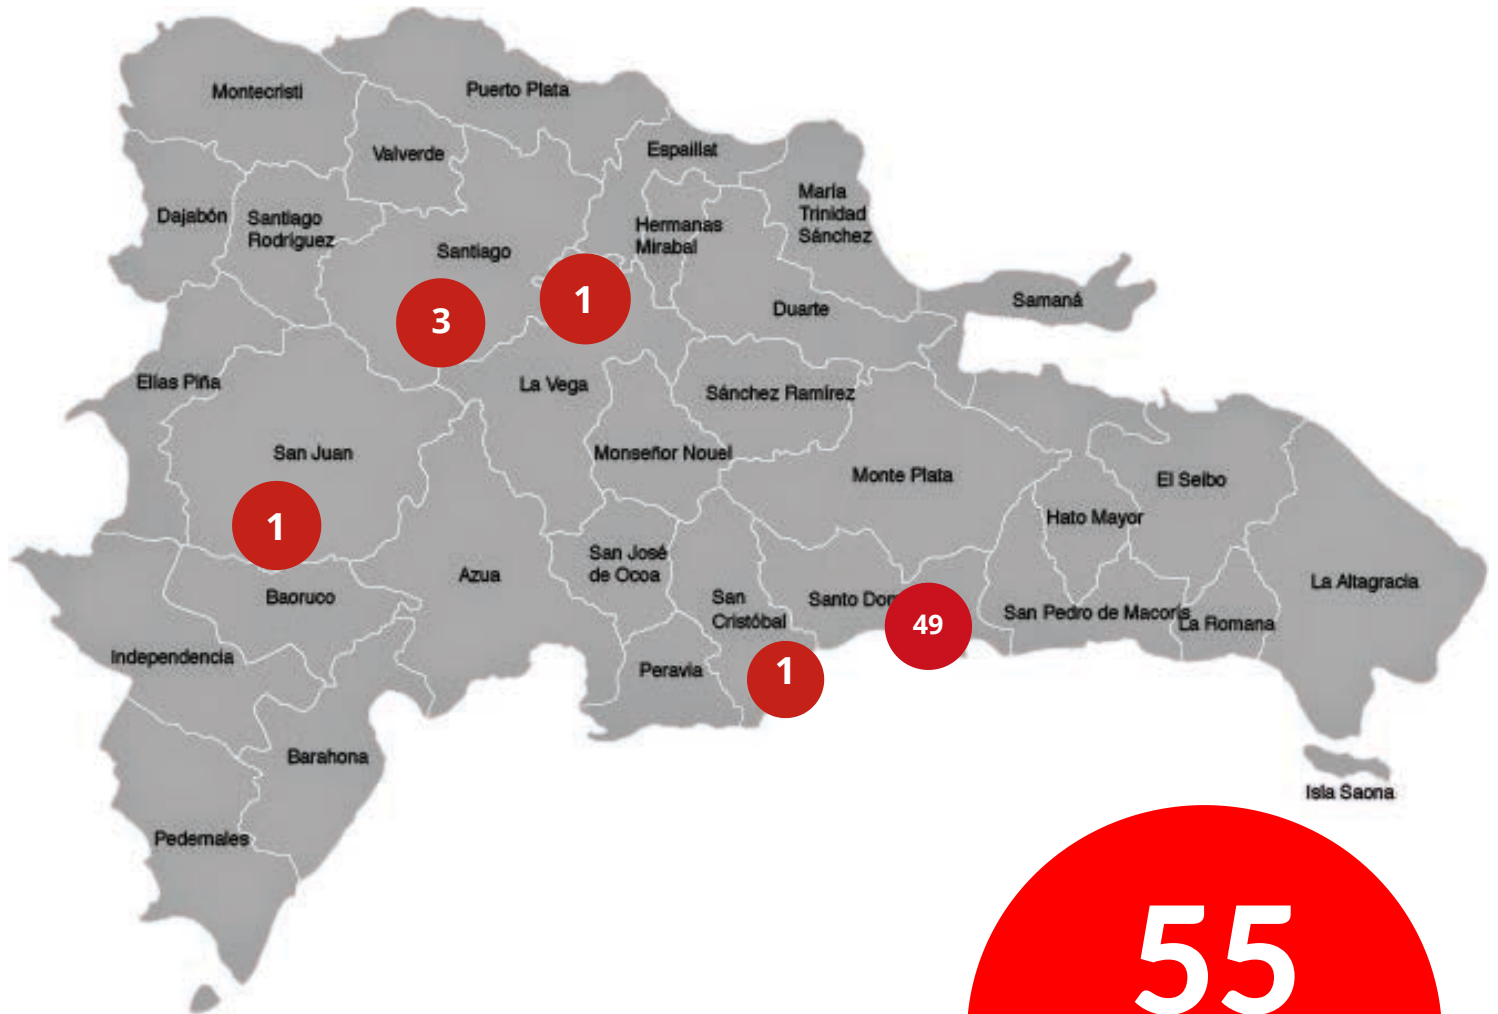 Montecristi
Puerto Plata
Valverde
Espaillat
María
Trinidad
Sánchez
Dajabón
Santiago
Rodríguez
Santiago
Hermanas
Mirabal
3
1
Duarte
Samaná
Elías Piña
La Vega
Sánchez Ramírez
San Juan
Monseñor Nouel
Monte Plata
El Seibo
1
Hato Mayor
Azua
San José
de Ocoa
La Altagracia
Baoruco
San
Cristóbal
Santo Dom
49
San Pedro de Macorís
La Romana
Independencia
Peravia
1
Barahona
Isla Saona
Pedernales
55